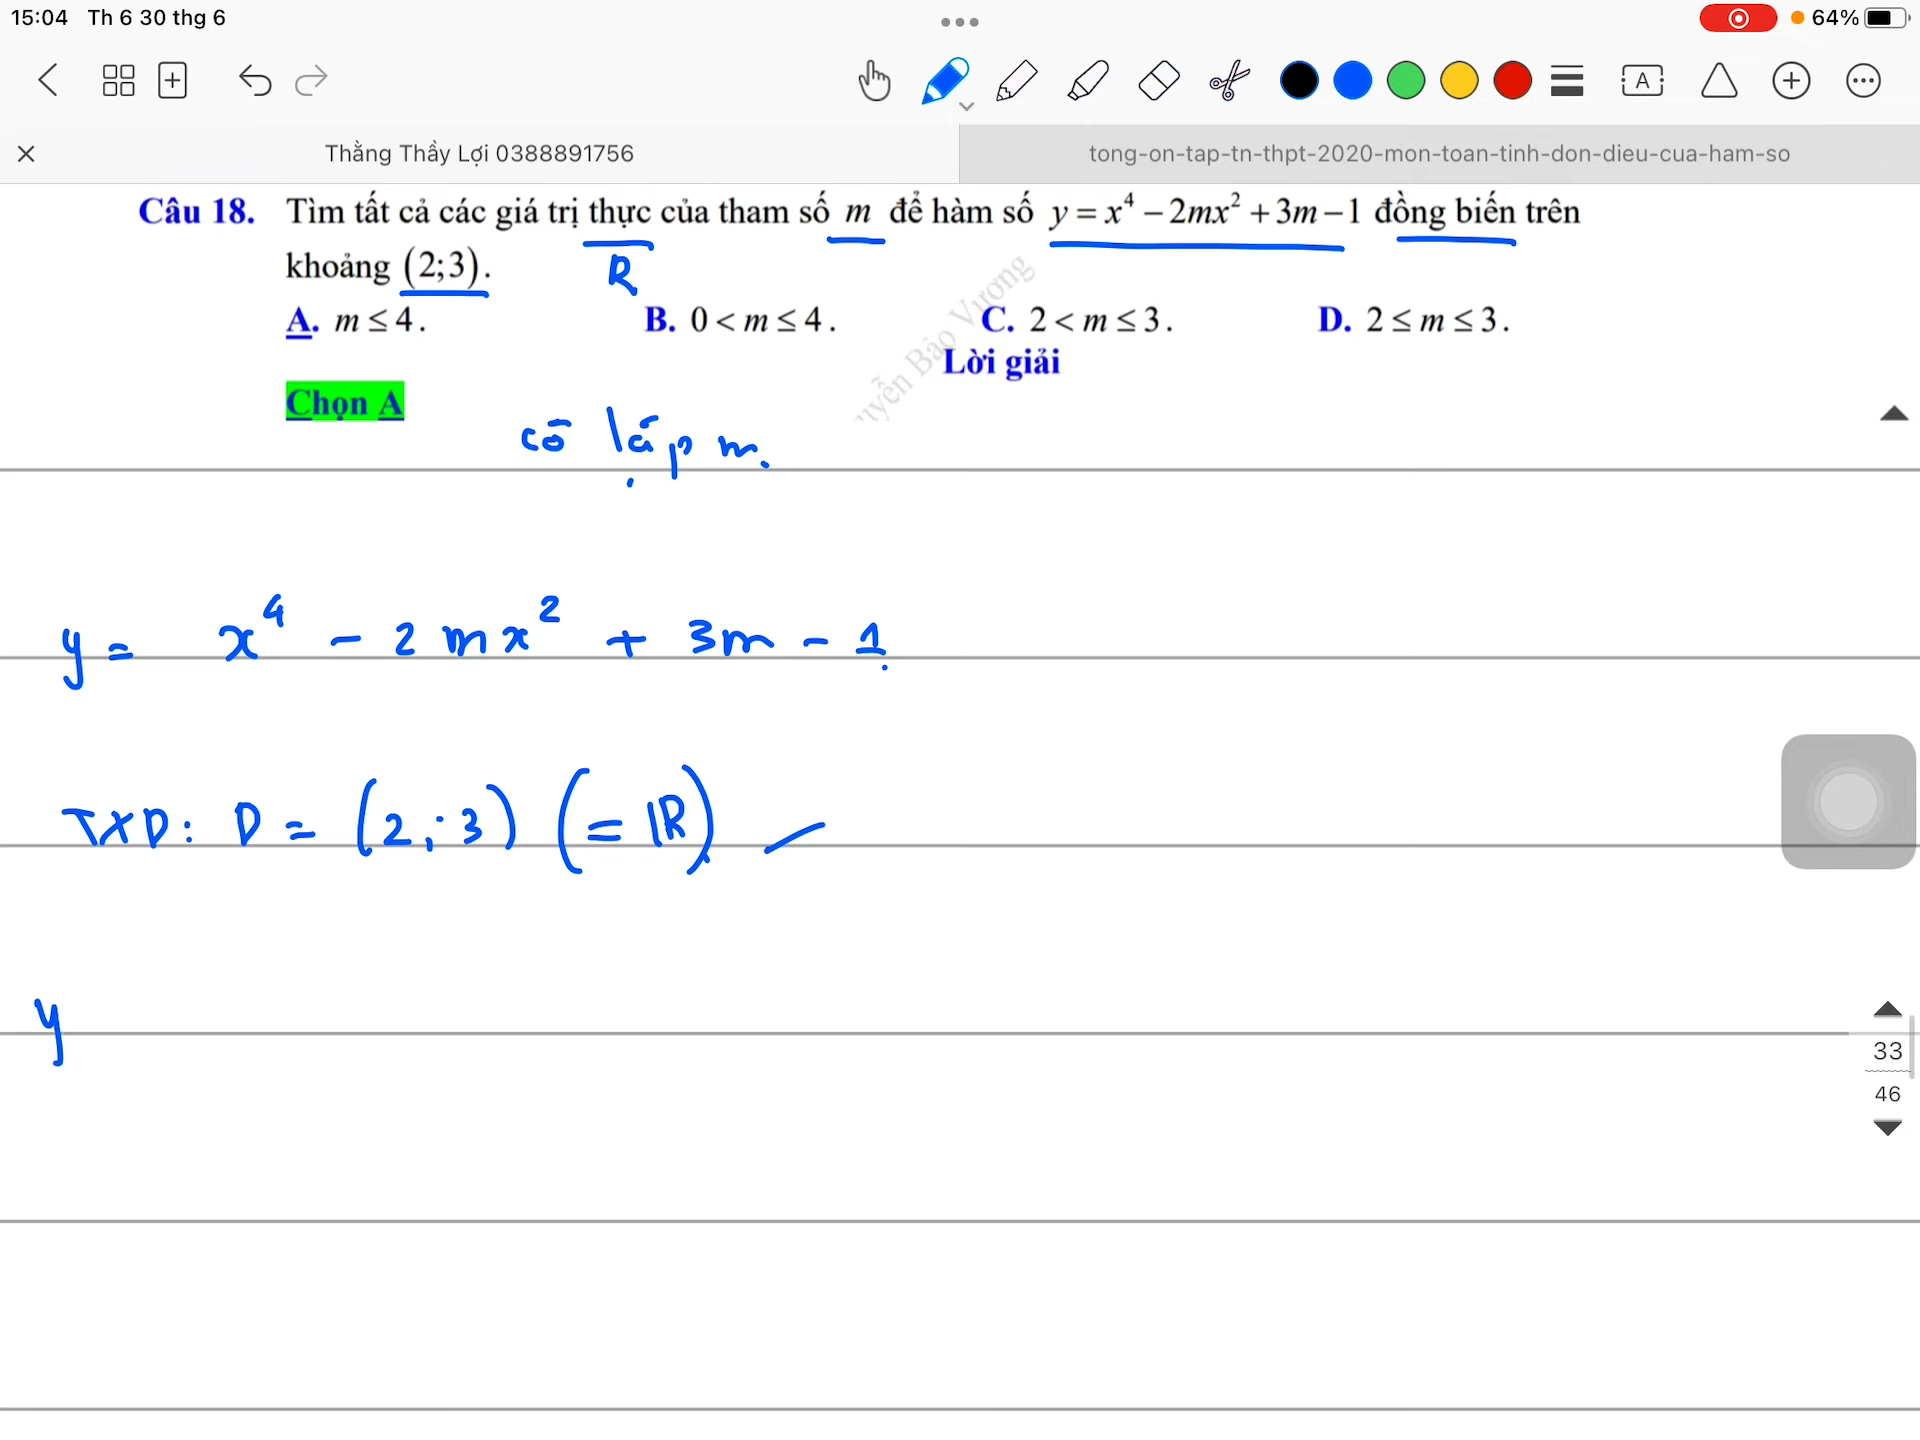 15:04 Th 6 30 thg 6
64%
A
Thằng Thầy Lợi 0388891756
tong-on-tap-tn-thpt-2020-mon-toan-tinh-don-dieu-cua-ham-so
Câu 18. Tìm tất cả các giá trị thực của tham số m để hàm số y = x⁴ − 2mx² + 3m − 1 đồng biến trên
khoảng (2;3).
R
A. m ≤ 4. B. 0 < m ≤ 4. C. 2 < m ≤ 3. D. 2 ≤ m ≤ 3.
Lời giải
Chọn A
cô lập m.
y = x⁴ − 2mx² + 3m − 1
TXD: D = (2; 3) (= ℝ)
y
33
46